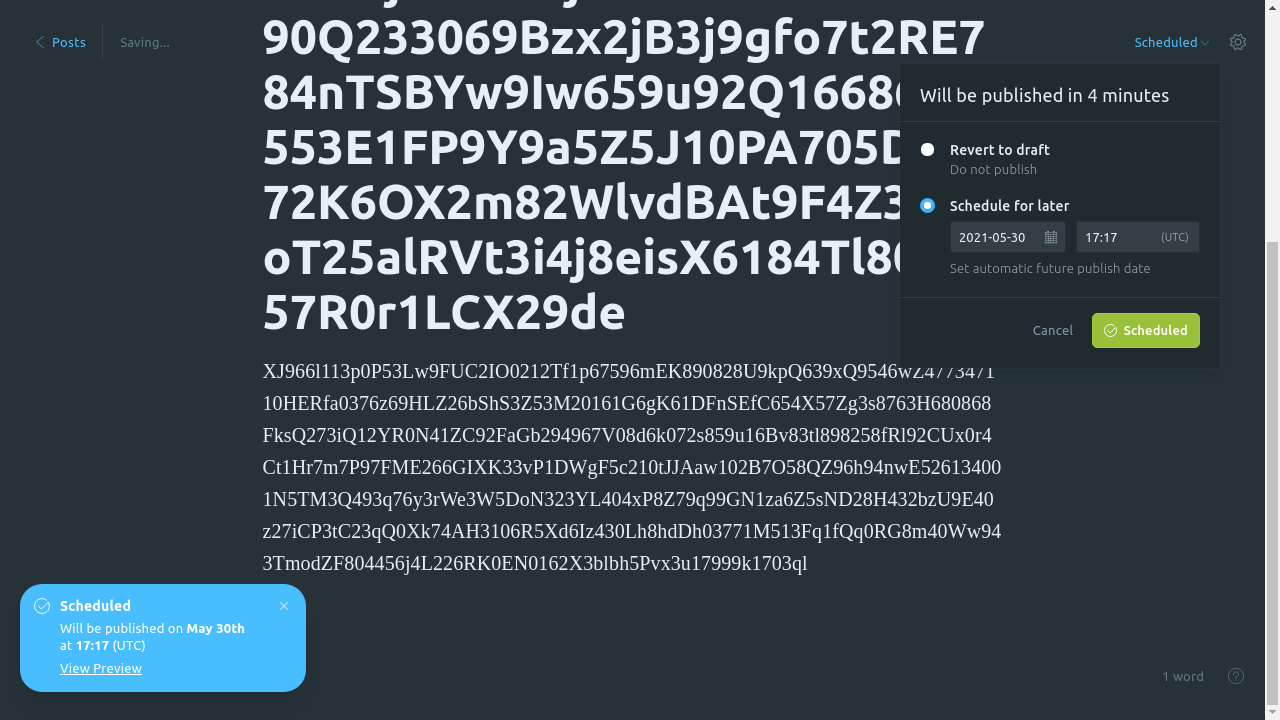 Posts
Saving...
Scheduled
90Q233069Bzx2jB3j9gfo7t2RE7
84nTSBYw9Iw659u92Q1668
553E1FP9Y9a5Z5J10PA705D
72K6OX2m82WlvdBAt9F4Z3
oT25alRVt3i4j8eisX6184Tl8
57R0r1LCX29de
Will be published in 4 minutes
Revert to draft
Do not publish
Schedule for later
2021-05-30
17:17
(UTC)
Set automatic future publish date
Cancel
Scheduled
XJ966l113p0P53Lw9FUC2IO0212Tf1p67596mEK890828U9kpQ639xQ9546wZ4773471
10HERfa0376z69HLZ26bShS3Z53M20161G6gK61DFnSEfC654X57Zg3s8763H680868
FksQ273iQ12YR0N41ZC92FaGb294967V08d6k072s859u16Bv83tl898258fRl92CUx0r4
Ct1Hr7m7P97FME266GIXK33vP1DWgF5c210tJJAaw102B7O58QZ96h94nwE52613400
1N5TM3Q493q76y3rWe3W5DoN323YL404xP8Z79q99GN1za6Z5sND28H432bzU9E40
z27iCP3tC23qQ0Xk74AH3106R5Xd6Iz430Lh8hdDh03771M513Fq1fQq0RG8m40Ww94
3TmodZF804456j4L226RK0EN0162X3blbh5Pvx3u17999k1703ql
Scheduled
Will be published on May 30th
at 17:17 (UTC)
View Preview
1 word